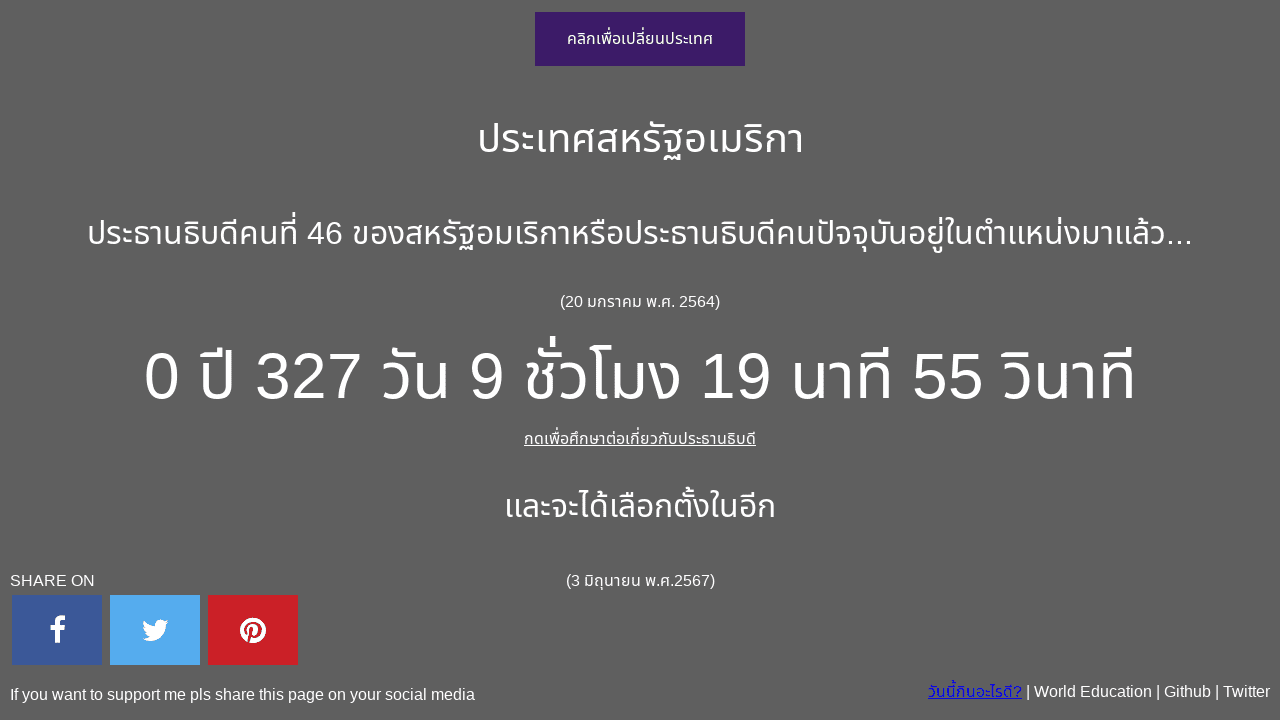 คลิกเพื่อเปลี่ยนประเทศ
ประเทศสหรัฐอเมริกา
ประธานธิบดีคนที่ 46 ของสหรัฐอมเริกาหรือประธานธิบดีคนปัจจุบันอยู่ในตำแหน่งมาแล้ว...
(20 มกราคม พ.ศ. 2564)
0 ปี 327 วัน 9 ชั่วโมง 19 นาที 55 วินาที
กดเพื่อศึกษาต่อเกี่ยวกับประธานธิบดี
และจะได้เลือกตั้งในอีก
(3 มิถุนายน พ.ศ.2567)
SHARE ON
If you want to support me pls share this page on your social media
วันนี้กินอะไรดี? | World Education | Github | Twitter